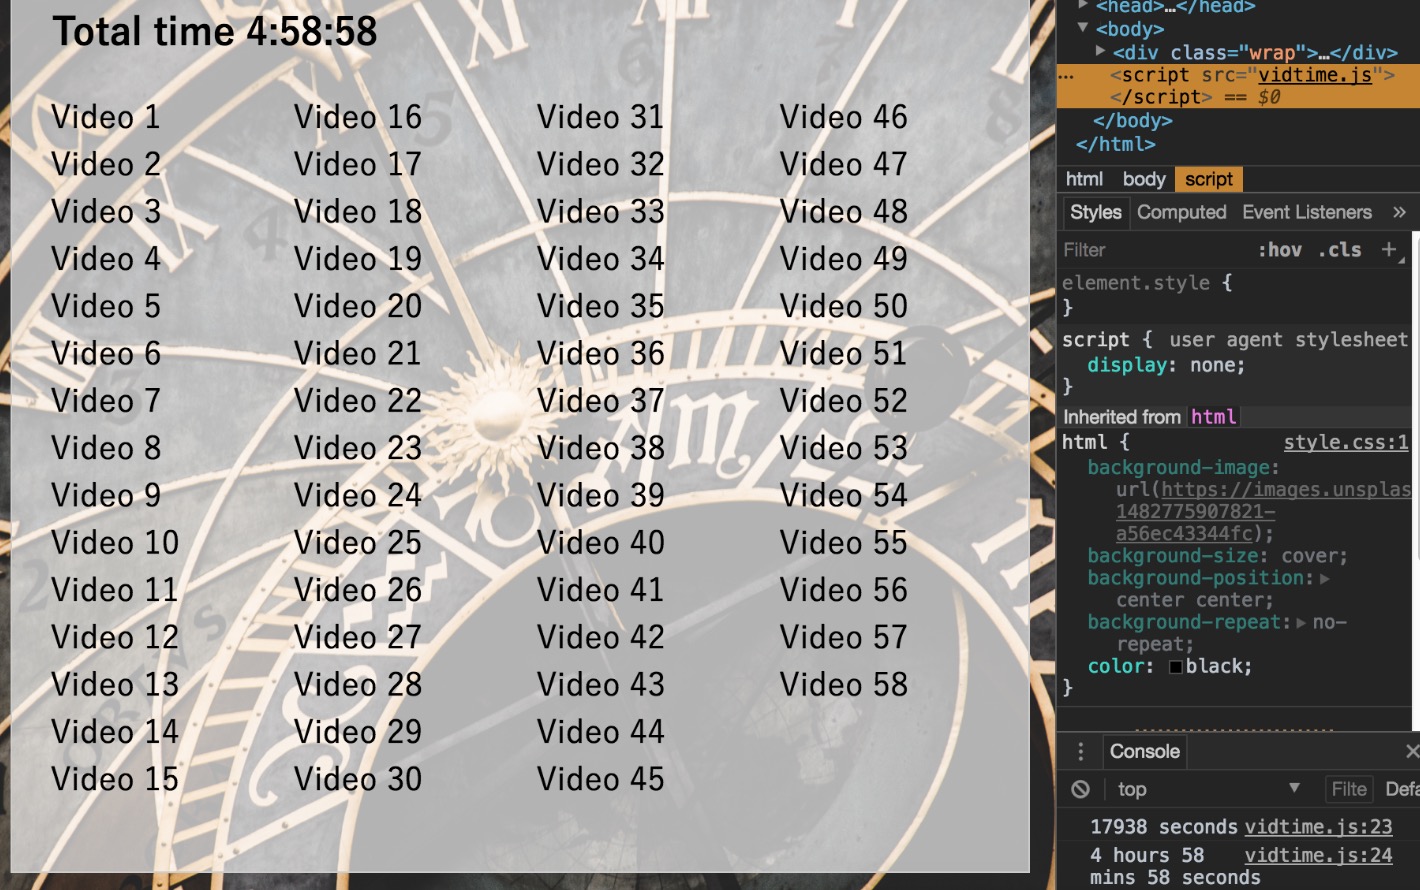 Total time 4:58:58
Video 1
Video 2
Video 3
Video 4
Video 5
Video 6
Video 7
Video 8
Video 9
Video 10
Video 11
Video 12
Video 13
Video 14
Video 15
Video 16
Video 17
Video 18
Video 19
Video 20
Video 21
Video 22
Video 23
Video 24
Video 25
Video 26
Video 27
Video 28
Video 29
Video 30
Video 31
Video 32
Video 33
Video 34
Video 35
Video 36
Video 37
Video 38
Video 39
Video 40
Video 41
Video 42
Video 43
Video 44
Video 45
Video 46
Video 47
Video 48
Video 49
Video 50
Video 51
Video 52
Video 53
Video 54
Video 55
Video 56
Video 57
Video 58
<head>…</head>
<body>
<div class="wrap">…</div>
<script src="vidtime.js">
</script> == $0
</body>
</html>
html body script
Styles Computed Event Listeners »
Filter :hov .cls +
element.style {
}
script { user agent stylesheet
display: none;
}
Inherited from html
html { style.css:1
background-image:
url(https://images.unsplas
1482775907821-
a56ec43344fc);
background-size: cover;
background-position:
center center;
background-repeat: no-
repeat;
color: black;
}
Console
top Filte Defa
17938 seconds vidtime.js:23
4 hours 58 vidtime.js:24
mins 58 seconds